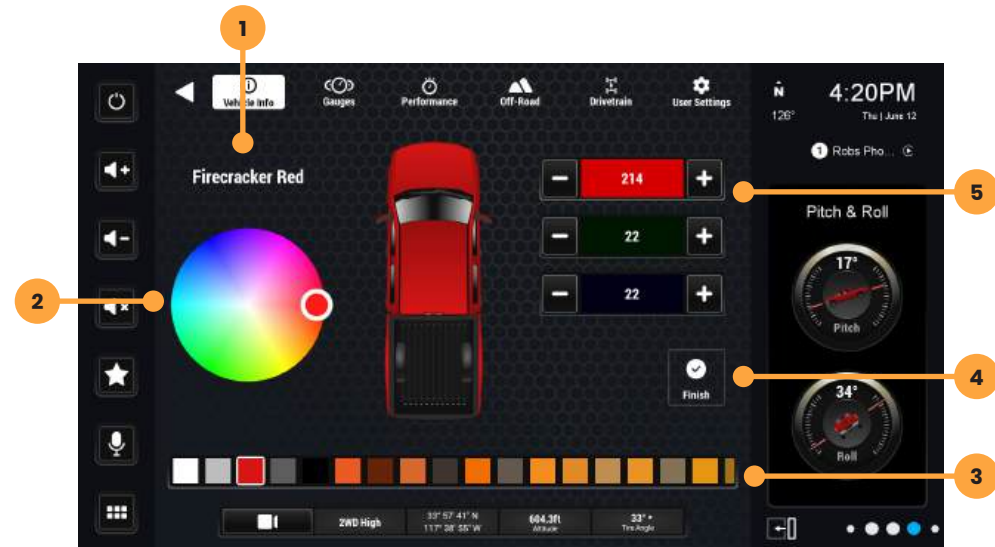 1
Vehicle Info
Gauges
Performance
Off-Road
Drivetrain
User Settings
N
126°
4:20PM
Thu | June 12
1 Robs Pho...
Firecracker Red
214
22
22
5
2
Pitch & Roll
17°
Pitch
Finish
4
34°
Roll
3
2WD High
33° 57' 41" N
117° 38' 55" W
604.3ft
Altitude
33° •
Tire Angle